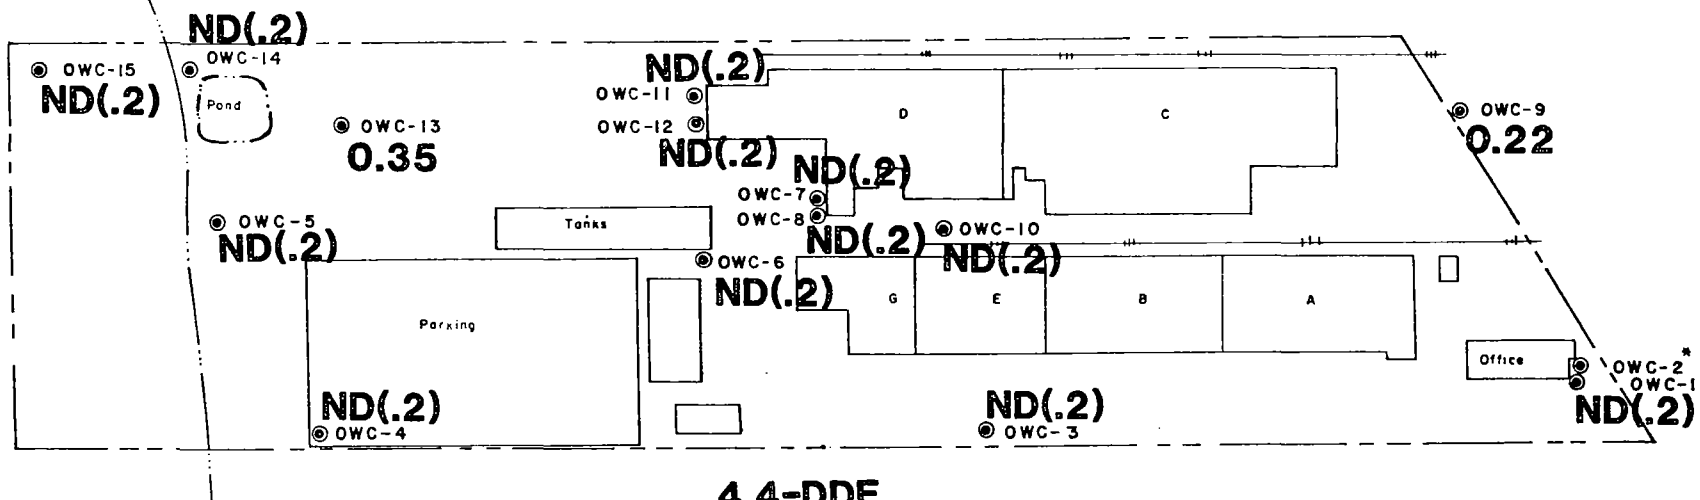 ND(.2)
OWC-14
OWC-15
ND(.2)
Pond
OWC-13
0.35
ND(.2)
OWC-11
OWC-12
ND(.2)
D
C
OWC-9
0.22
ND(.2)
OWC-7
OWC-8
ND(.2)
OWC-10
ND(.2)
OWC-5
ND(.2)
Tanks
OWC-6
ND(.2)
G
E
B
A
Parking
Office
OWC-2*
OWC-1
ND(.2)
ND(.2)
OWC-4
ND(.2)
OWC-3
4,4-DDE